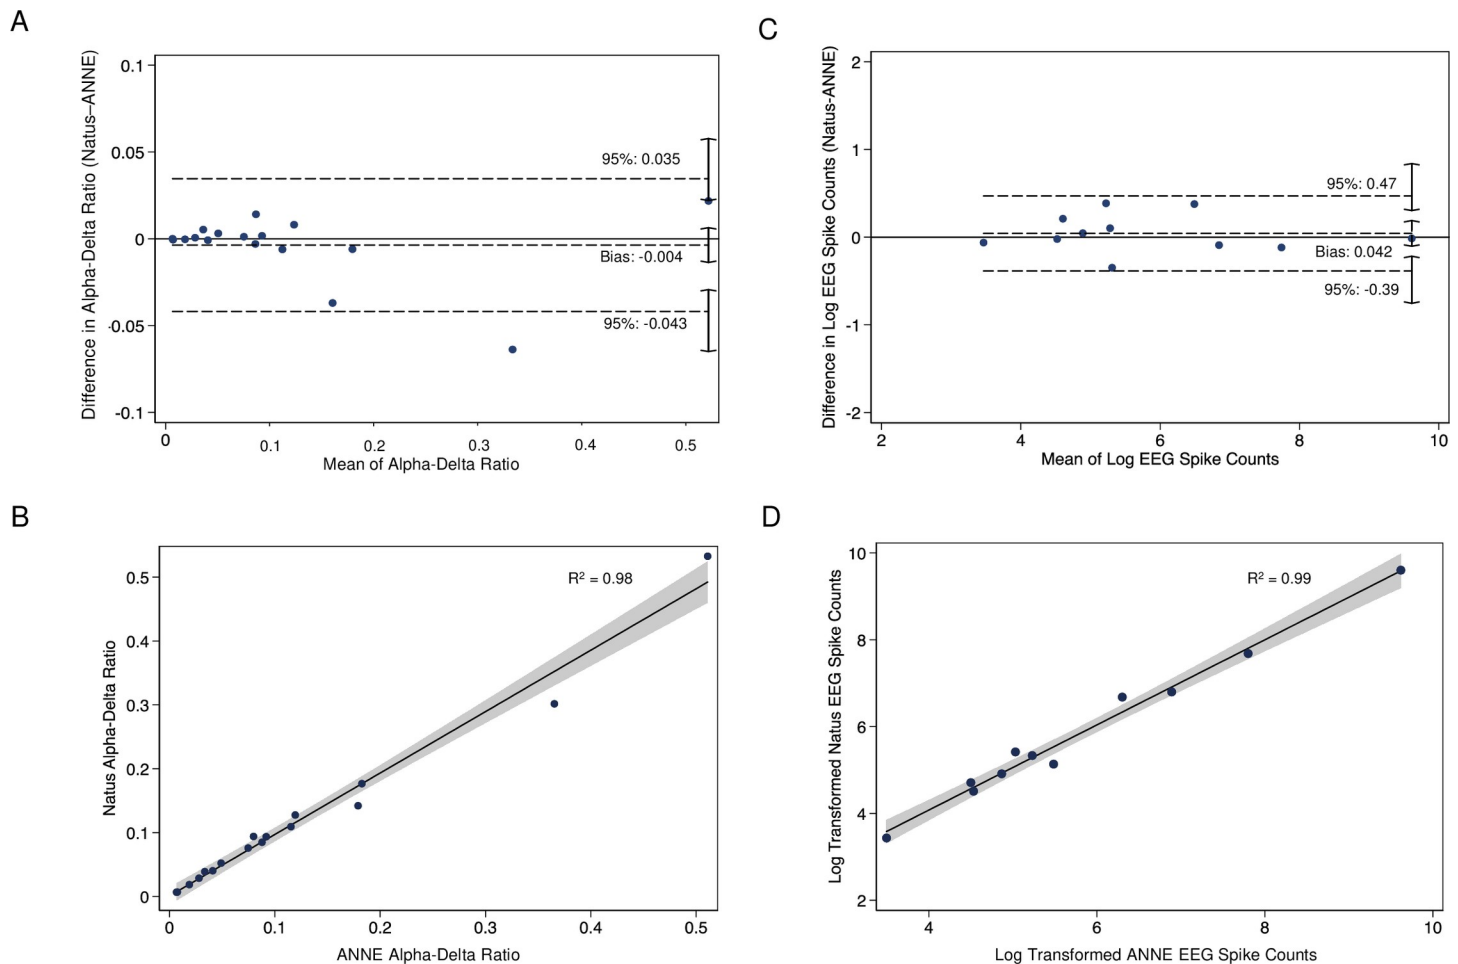 A
Difference in Alpha-Delta Ratio (Natus–ANNE)
0.1
0.05
0
-0.05
-0.1
95%: 0.035
Bias: -0.004
95%: -0.043
0 0.1 0.2 0.3 0.4 0.5
Mean of Alpha-Delta Ratio
C
Difference in Log EEG Spike Counts (Natus-ANNE)
2
1
0
-1
-2
95%: 0.47
Bias: 0.042
95%: -0.39
2 4 6 8 10
Mean of Log EEG Spike Counts
B
Natus Alpha-Delta Ratio
0.5
0.4
0.3
0.2
0.1
0
R² = 0.98
0 0.1 0.2 0.3 0.4 0.5
ANNE Alpha-Delta Ratio
D
Log Transformed Natus EEG Spike Counts
10
8
6
4
2
R² = 0.99
4 6 8 10
Log Transformed ANNE EEG Spike Counts